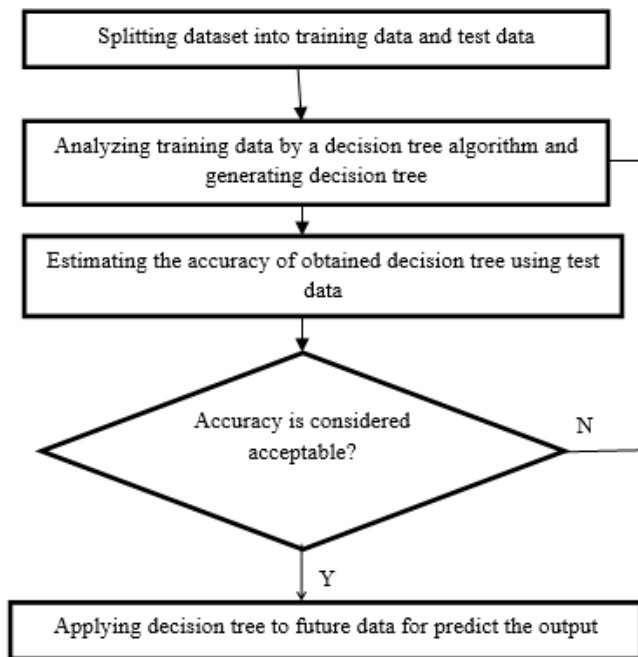 Splitting dataset into training data and test data
Analyzing training data by a decision tree algorithm and
generating decision tree
Estimating the accuracy of obtained decision tree using test
data
Accuracy is considered
acceptable?
N
Y
Applying decision tree to future data for predict the output